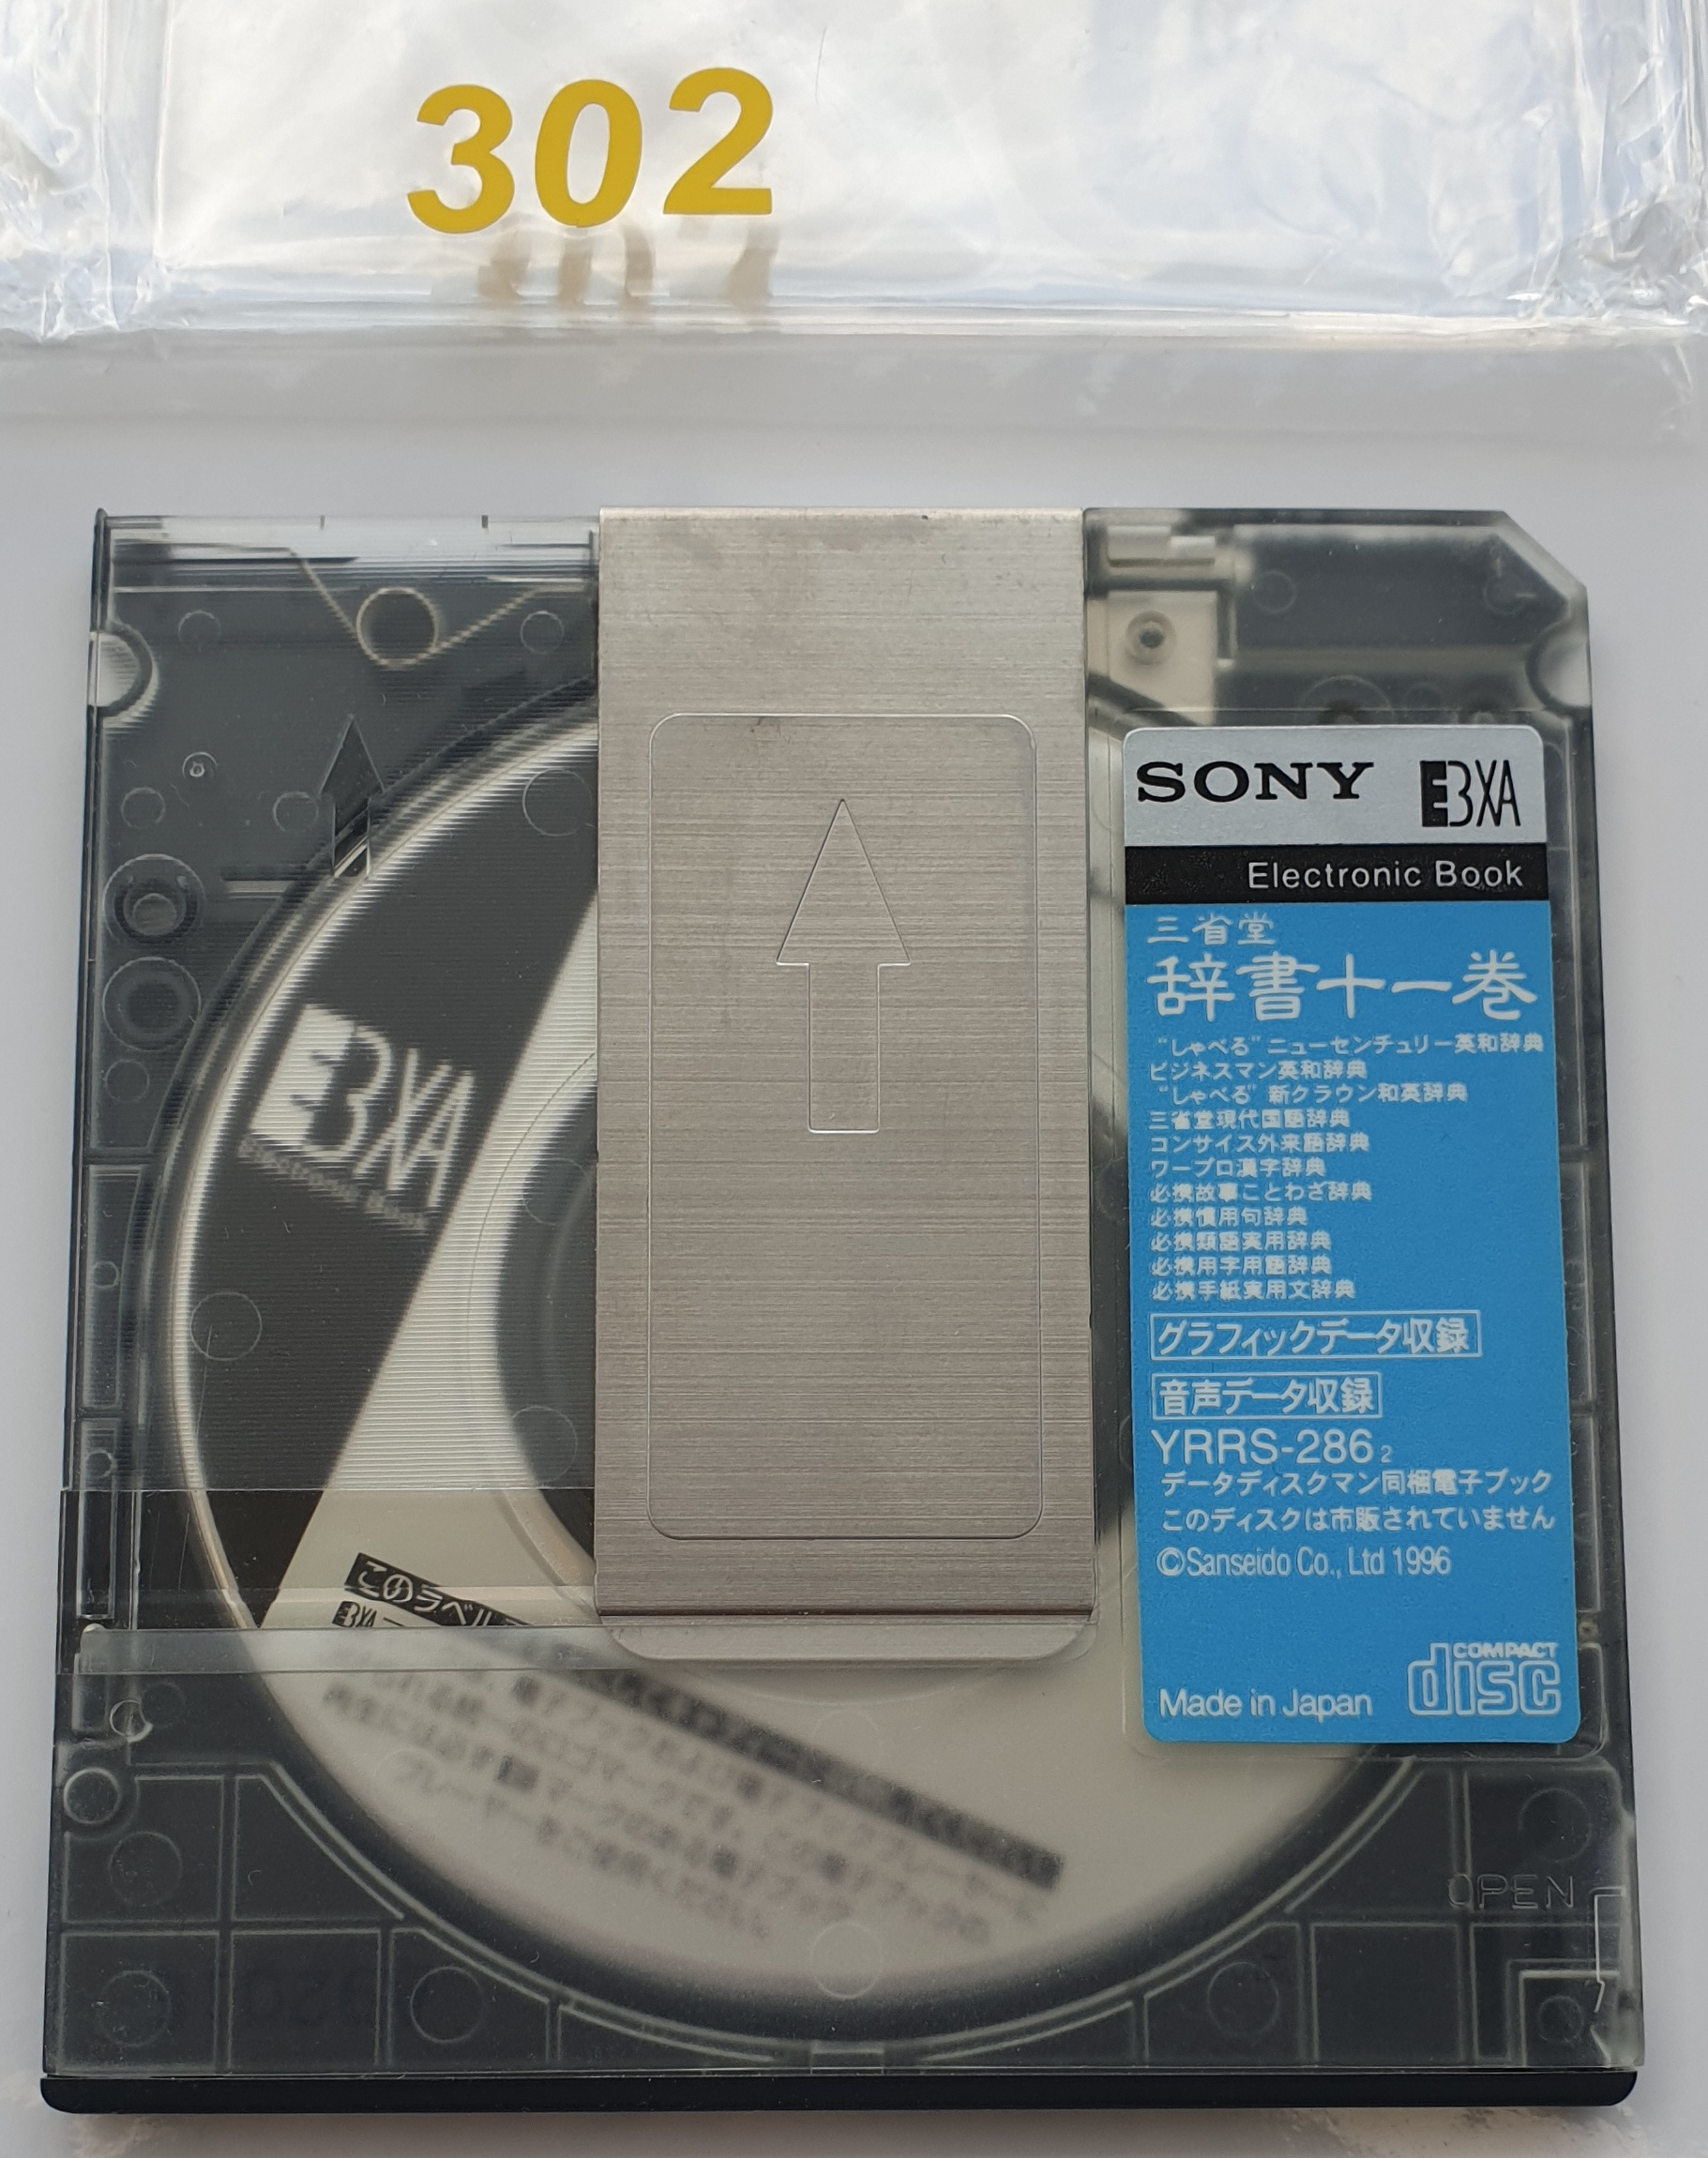 302
SONY EBXA
Electronic Book
三省堂
辞書十一巻
"しゃべる" ニューセンチュリー英和辞典
ビジネスマン英和辞典
"しゃべる" 新クラウン和英辞典
三省堂現代国語辞典
コンサイス外来語辞典
ワープロ漢字辞典
必携故事ことわざ辞典
必携慣用句辞典
必携類語実用辞典
必携用字用語辞典
必携手紙実用文辞典
グラフィックデータ収録
音声データ収録
YRRS-286 2
データディスクマン同梱電子ブック
このディスクは市販されていません
©Sanseido Co., Ltd 1996
Made in Japan COMPACT disc
EBXA
Electronic Book
このラベル
EBXA
OPEN